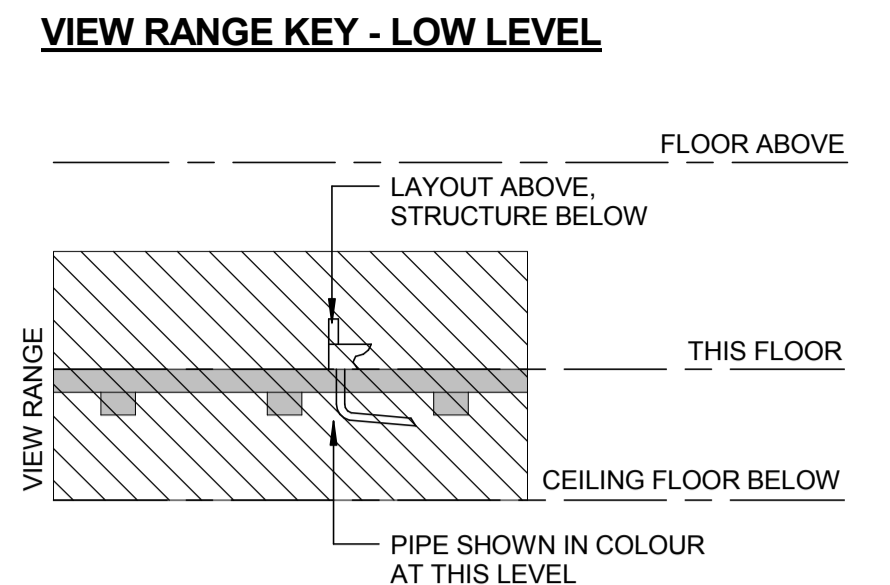 VIEW RANGE KEY - LOW LEVEL
FLOOR ABOVE
LAYOUT ABOVE,
STRUCTURE BELOW
THIS FLOOR
VIEW RANGE
CEILING FLOOR BELOW
PIPE SHOWN IN COLOUR
AT THIS LEVEL